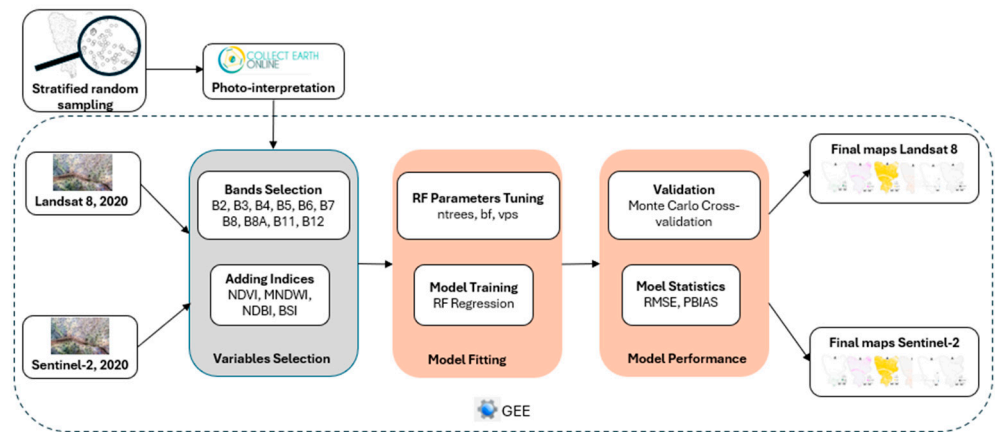 Stratified random
sampling
COLLECT EARTH
ONLINE
Photo-interpretation
Landsat 8, 2020
Sentinel-2, 2020
Bands Selection
B2, B3, B4, B5, B6, B7
B8, B8A, B11, B12
Adding Indices
NDVI, MNDWI,
NDBI, BSI
Variables Selection
RF Parameters Tuning
ntrees, bf, vps
Model Training
RF Regression
Model Fitting
Validation
Monte Carlo Cross-
validation
Moel Statistics
RMSE, PBIAS
Model Performance
Final maps Landsat 8
Final maps Sentinel-2
GEE